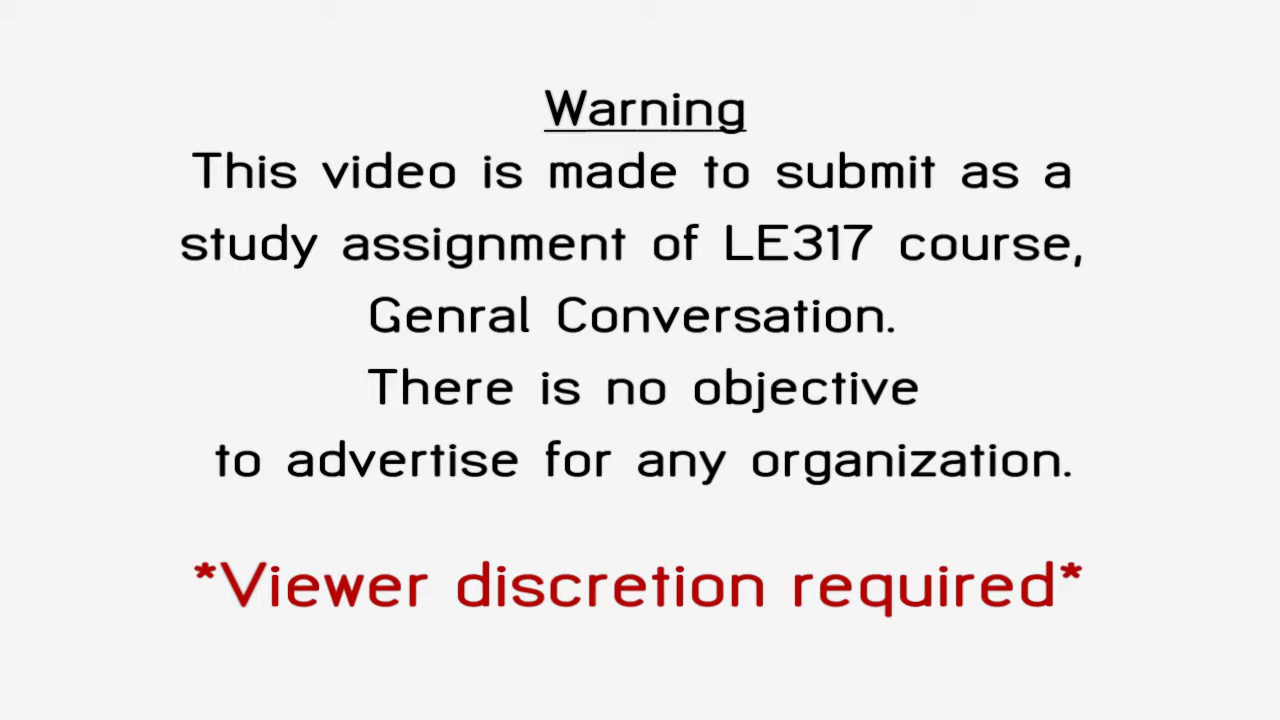 Warning
This video is made to submit as a
study assignment of LE317 course,
Genral Conversation.
There is no objective
to advertise for any organization.
*Viewer discretion required*